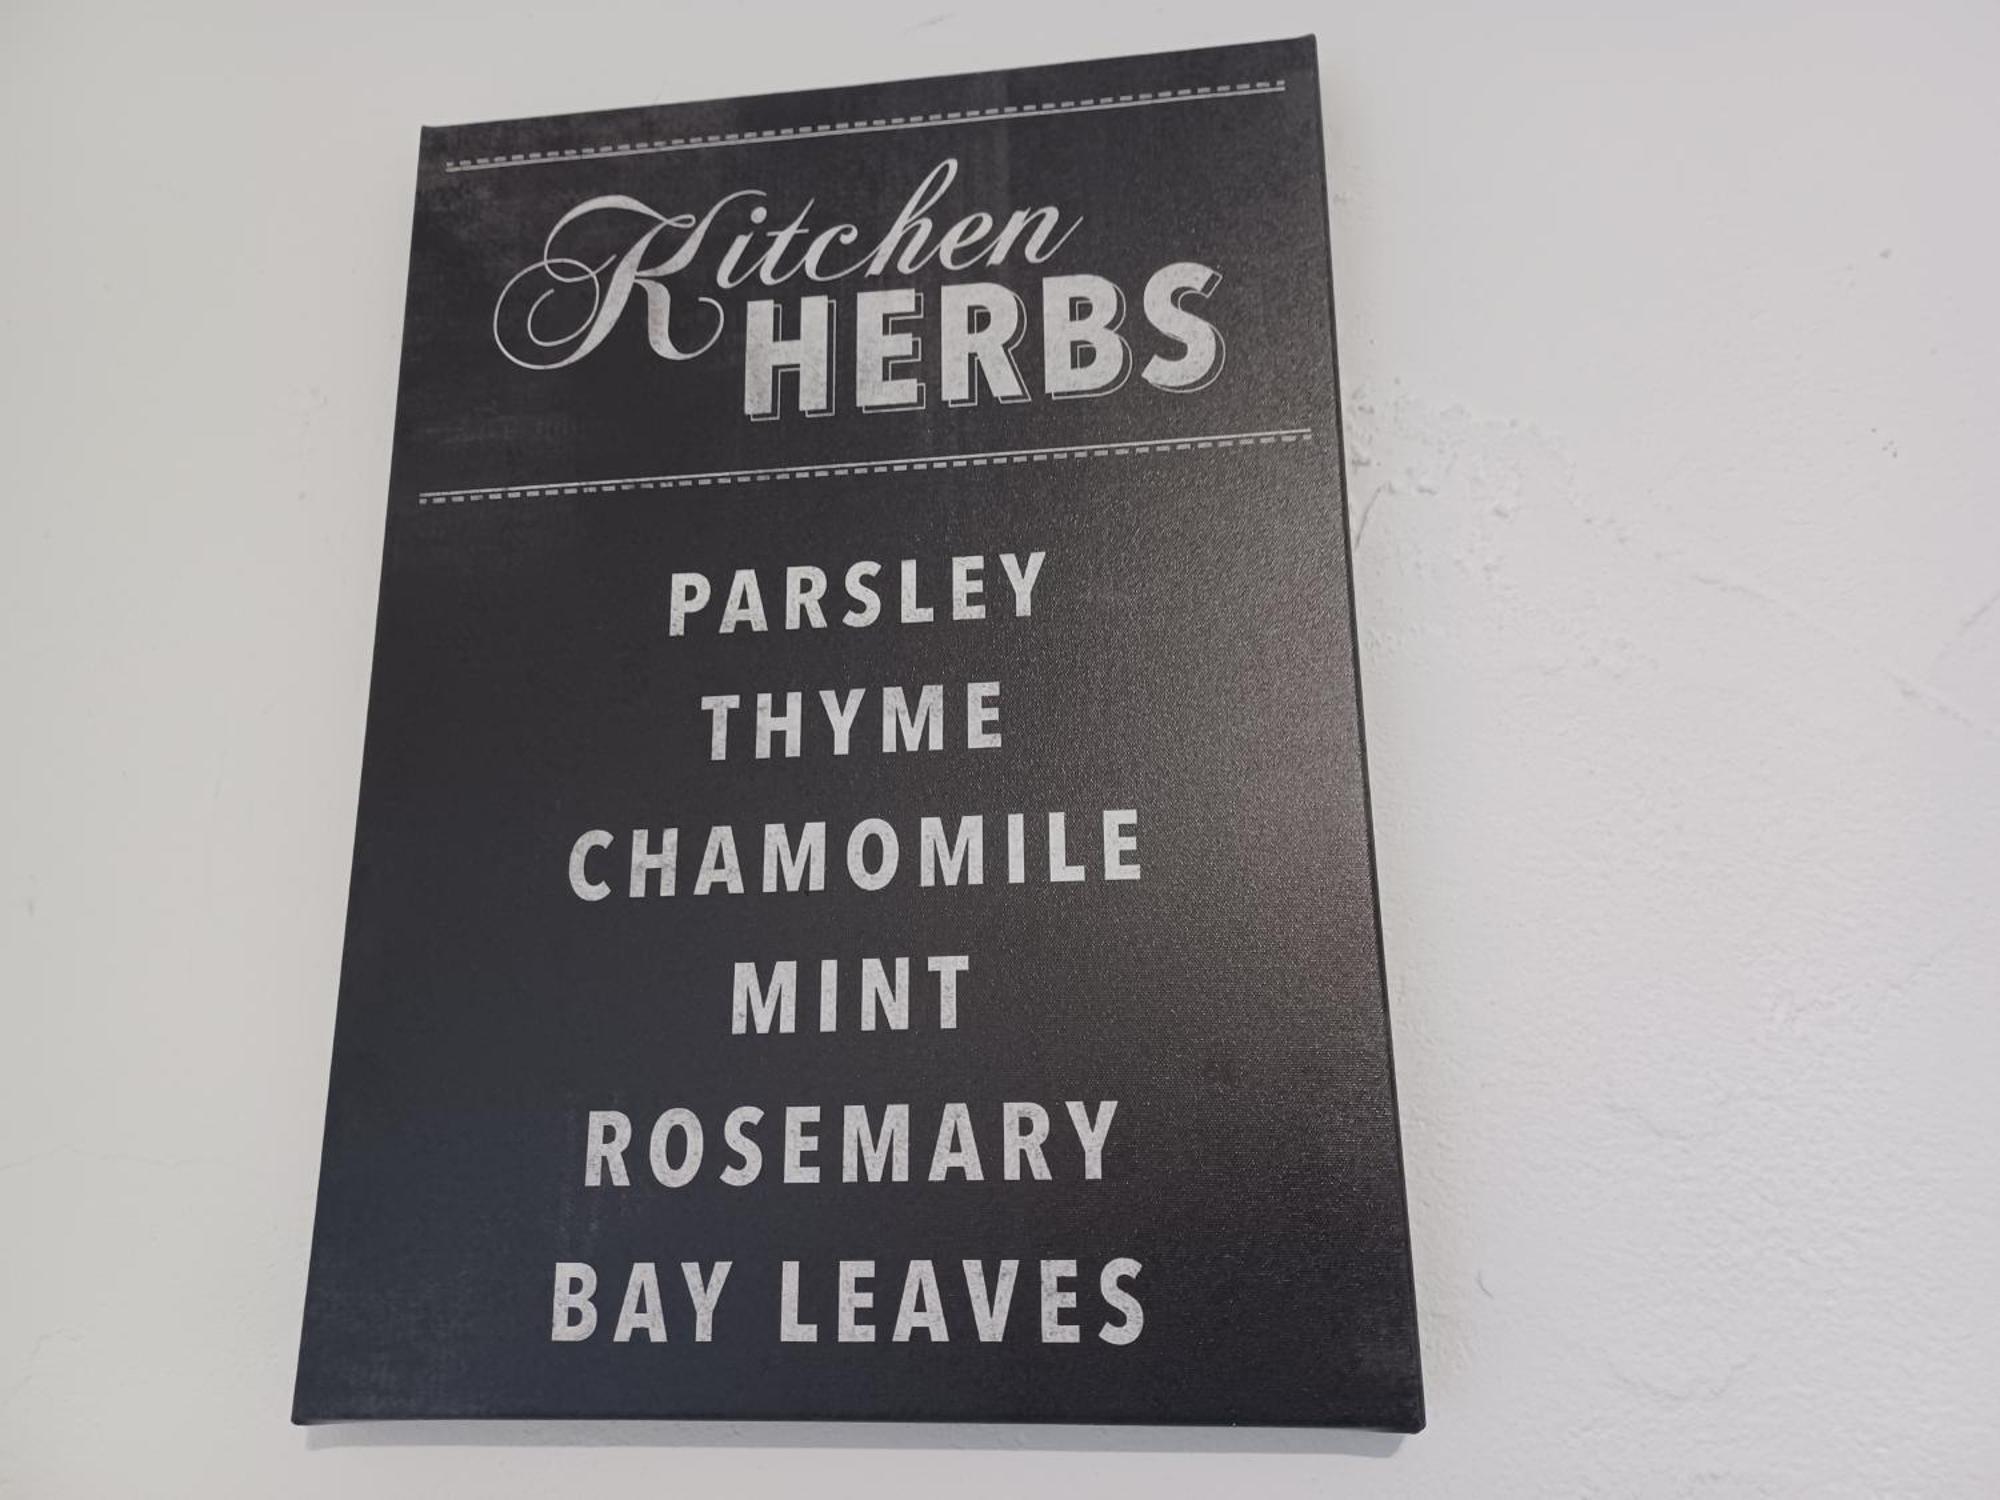 Kitchen
HERBS
PARSLEY
THYME
CHAMOMILE
MINT
ROSEMARY
BAY LEAVES